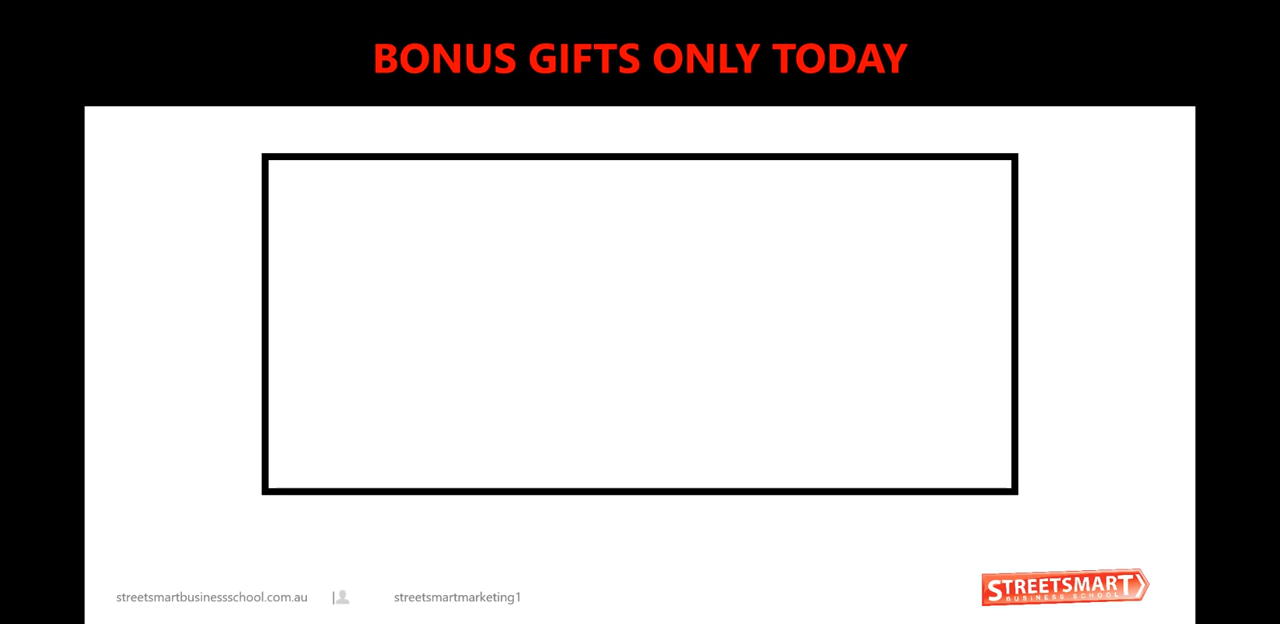 BONUS GIFTS ONLY TODAY
streetsmartbusinessschool.com.au | streetsmartmarketing1
STREETSMART
BUSINESS SCHOOL